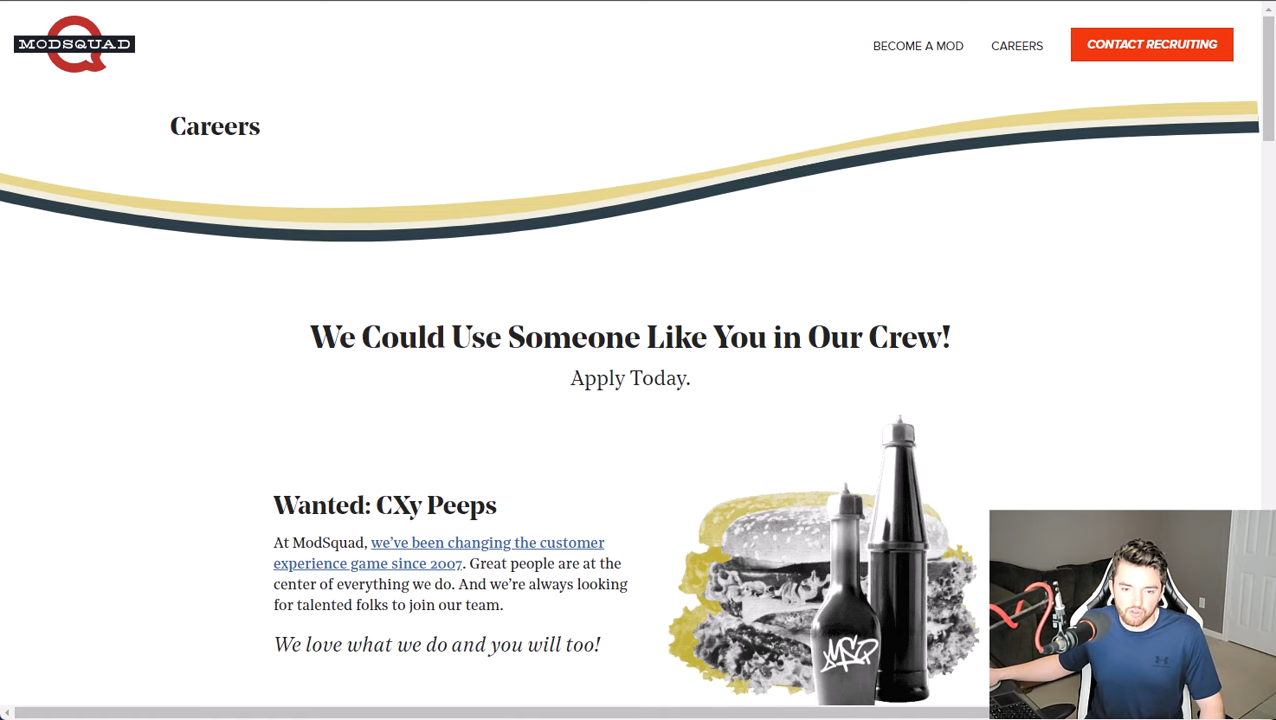 MODSQUAD
BECOME A MOD CAREERS CONTACT RECRUITING
Careers
We Could Use Someone Like You in Our Crew!
Apply Today.
Wanted: CXy Peeps
At ModSquad, we've been changing the customer
experience game since 2007. Great people are at the
center of everything we do. And we're always looking
for talented folks to join our team.
We love what we do and you will too!
MSQ